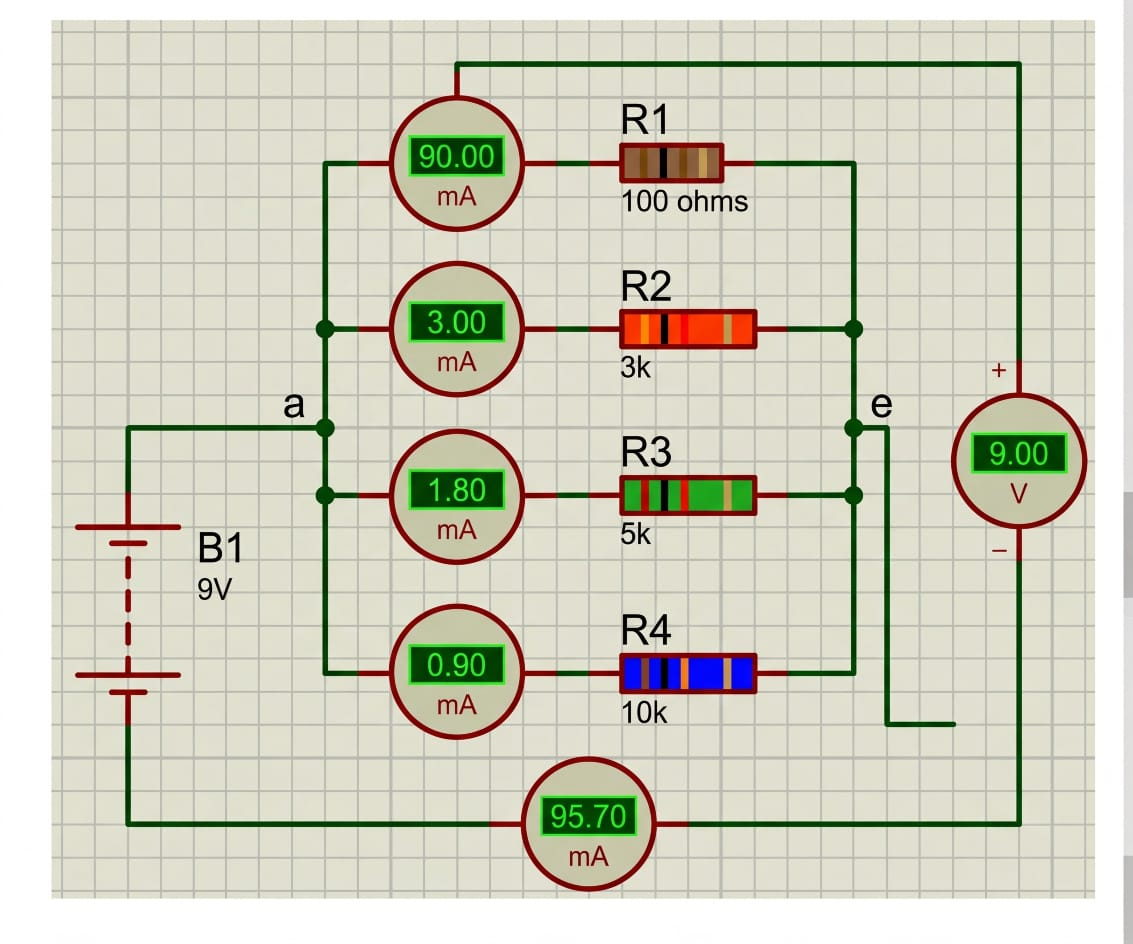 R1
90.00
mA
100 ohms
R2
3.00
mA
3k
a
e
+
R3
9.00
V
1.80
mA
5k
–
B1
9V
R4
0.90
mA
10k
95.70
mA